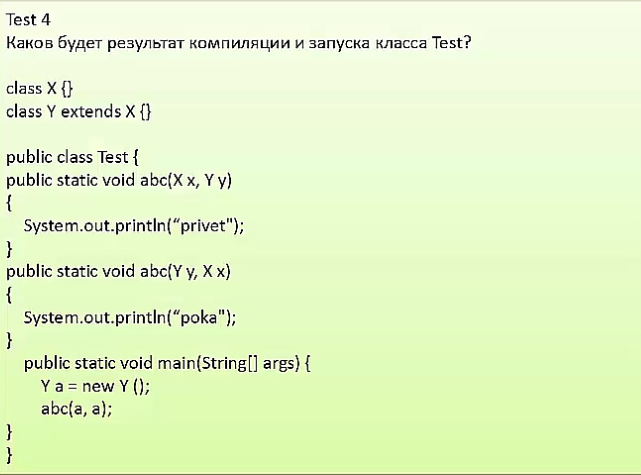 Test 4
Каков будет результат компиляции и запуска класса Test?
class X {}
class Y extends X {}
public class Test {
public static void abc(X x, Y y)
{
System.out.println(“privet");
}
public static void abc(Y y, X x)
{
System.out.println(“poka");
}
public static void main(String[] args) {
Y a = new Y ();
abc(a, a);
}
}